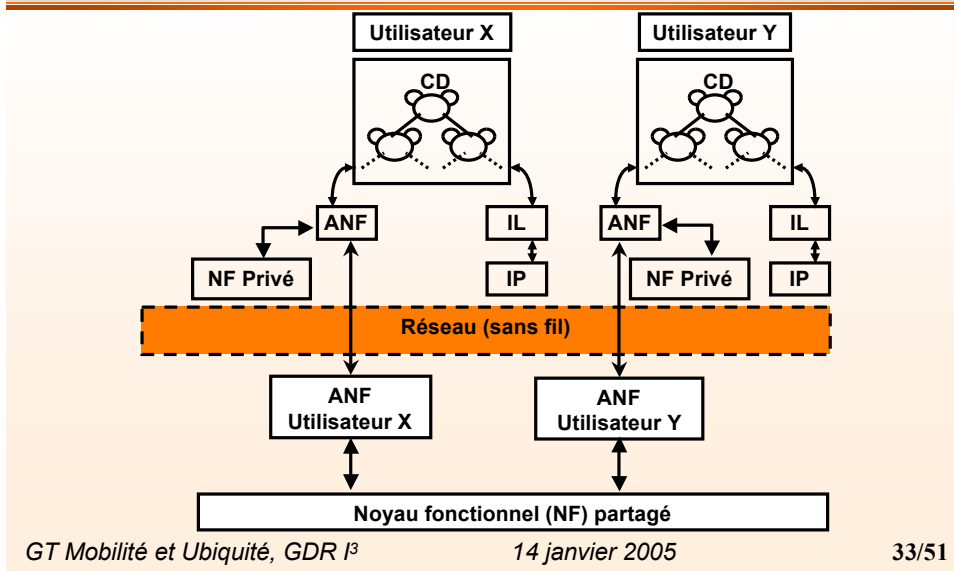 Utilisateur X
Utilisateur Y
CD
CD
ANF
IL
ANF
IL
NF Privé
IP
NF Privé
IP
Réseau (sans fil)
ANF
Utilisateur X
ANF
Utilisateur Y
Noyau fonctionnel (NF) partagé
GT Mobilité et Ubiquité, GDR I³
14 janvier 2005
33/51